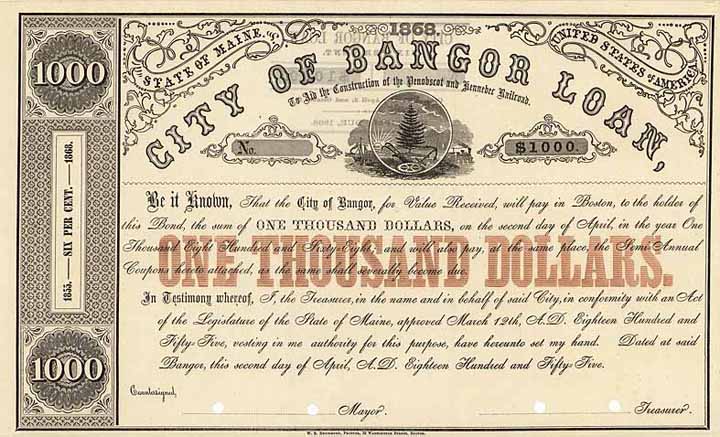 1868.
STATE OF MAINE,
UNITED STATES of AMERICA
CITY OF BANGOR LOAN,
To Aid the Construction of the Penobscot and Kennebec Railroad.
No.
$1000.
1000
1855. — SIX PER CENT. — 1868.
1000
Be it Known, That the City of Bangor, for Value Received, will pay in Boston, to the holder of
this Bond, the sum of ONE THOUSAND DOLLARS, on the second day of April, in the year One
Thousand Eight Hundred and Sixty-Eight, and will also pay, at the same place, the Semi-Annual
Coupons hereto attached, as the same shall severally become due.
ONE THOUSAND DOLLARS.
In Testimony whereof, I, the Treasurer, in the name and in behalf of said City, in conformity with an Act
of the Legislature of the State of Maine, approved March 12th, A.D. Eighteen Hundred and
Fifty-Five, vesting in me authority for this purpose, have hereunto set my hand. Dated at said
Bangor, this second day of April, A.D. Eighteen Hundred and Fifty-Five.
Countersigned,
Mayor.
Treasurer.